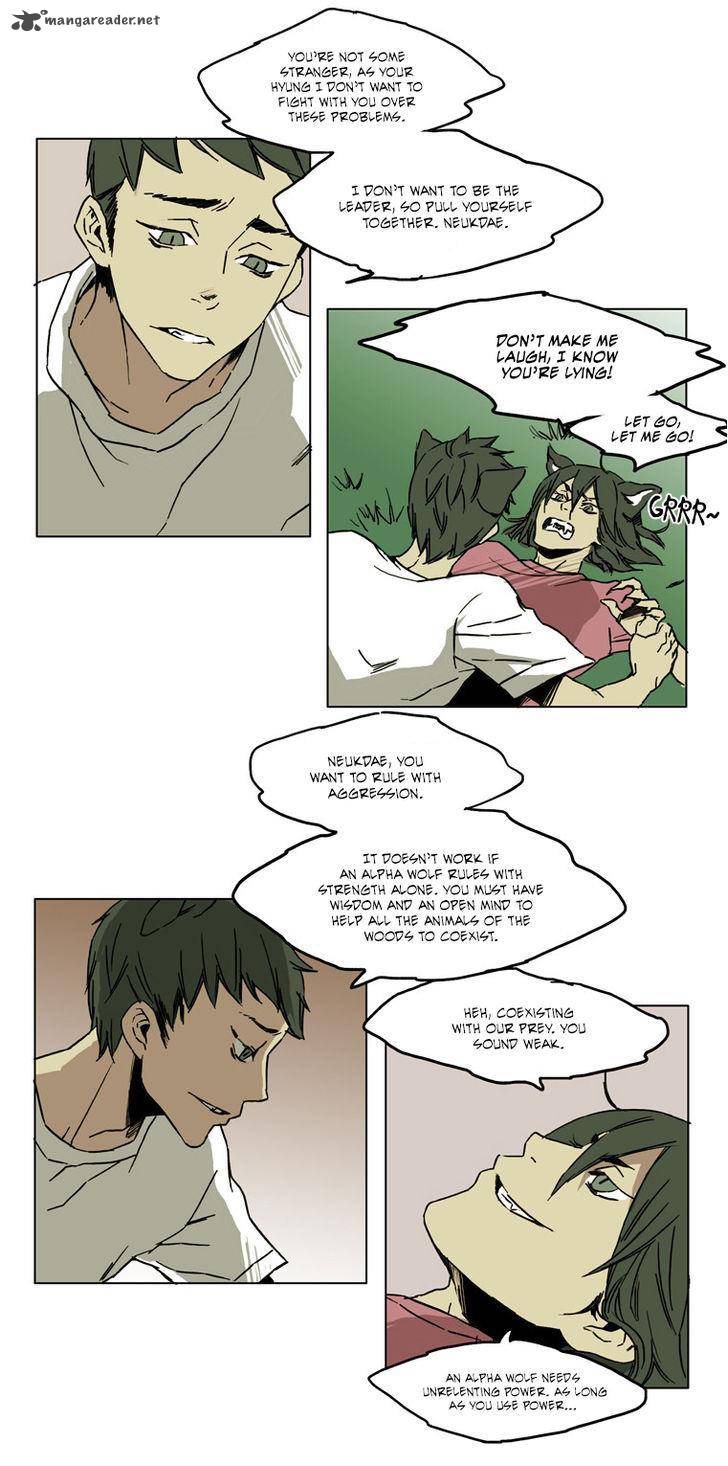 mangareader.net
YOU'RE NOT SOME
STRANGER, AS YOUR
HYUNG I DON'T WANT TO
FIGHT WITH YOU OVER
THESE PROBLEMS.
I DON'T WANT TO BE THE
LEADER, SO PULL YOURSELF
TOGETHER. NEUKDAE.
DON'T MAKE ME
LAUGH, I KNOW
YOU'RE LYING!
LET GO,
LET ME GO!
GRRR~
NEUKDAE, YOU
WANT TO RULE WITH
AGGRESSION.
IT DOESN'T WORK IF
AN ALPHA WOLF RULES WITH
STRENGTH ALONE. YOU MUST HAVE
WISDOM AND AN OPEN MIND TO
HELP ALL THE ANIMALS OF THE
WOODS TO COEXIST.
HEH, COEXISTING
WITH OUR PREY. YOU
SOUND WEAK.
AN ALPHA WOLF NEEDS
UNRELENTING POWER. AS LONG
AS YOU USE POWER...